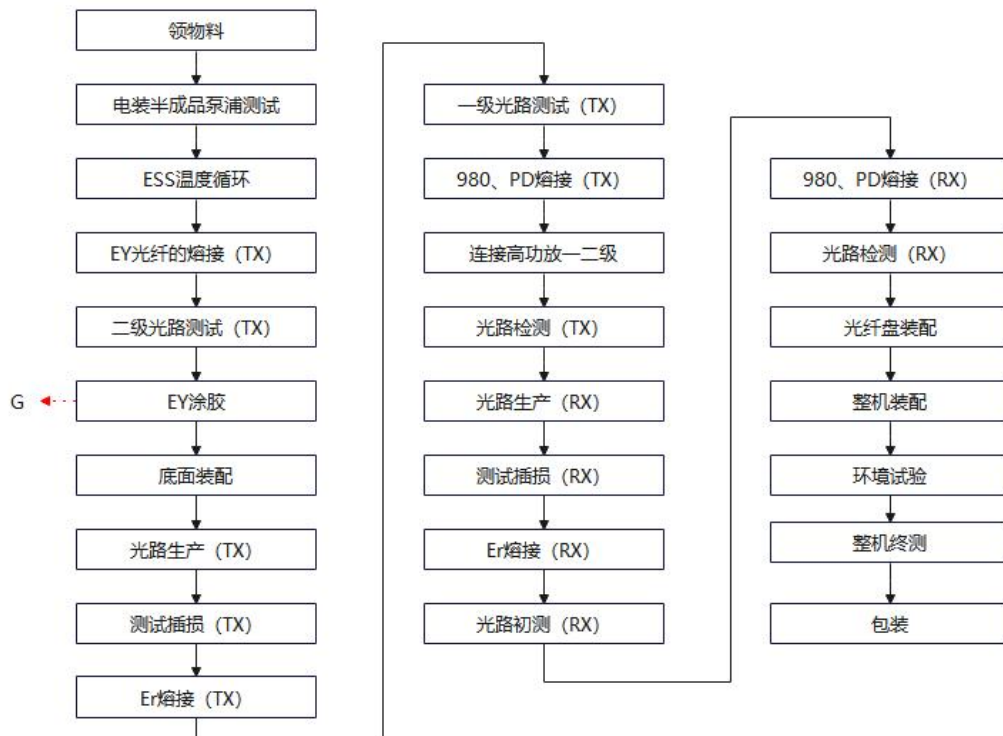 领物料
电装半成品泵浦测试
ESS温度循环
EY光纤的熔接（TX）
二级光路测试（TX）
G
EY涂胶
底面装配
光路生产（TX）
测试插损（TX）
Er熔接（TX）
一级光路测试（TX）
980、PD熔接（TX）
连接高功放一二级
光路检测（TX）
光路生产（RX）
测试插损（RX）
Er熔接（RX）
光路初测（RX）
980、PD熔接（RX）
光路检测（RX）
光纤盘装配
整机装配
环境试验
整机终测
包装